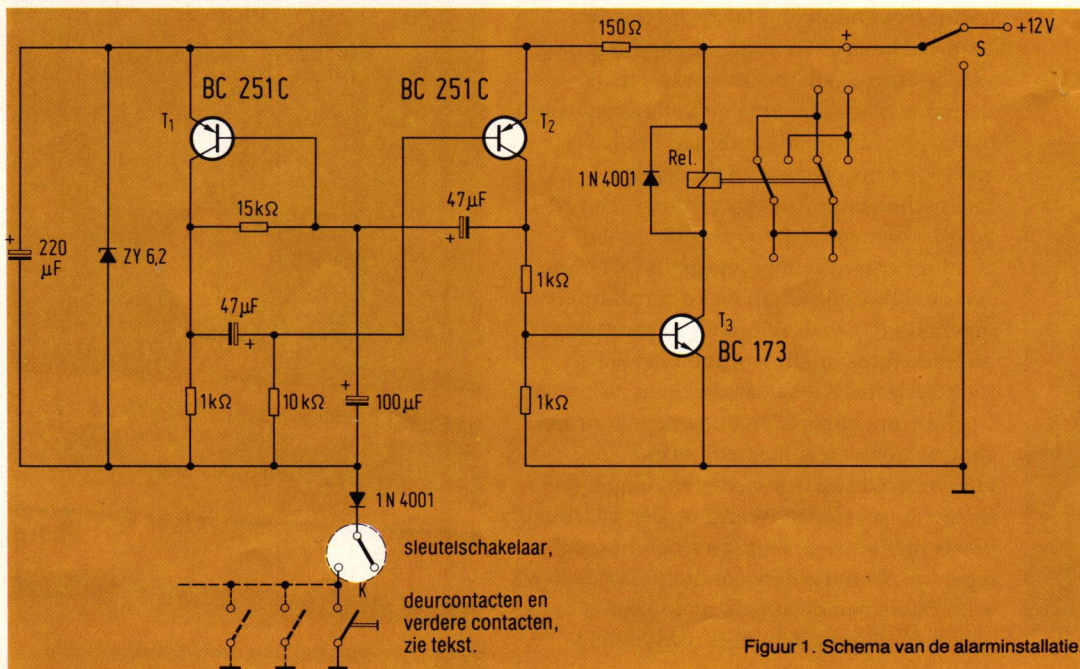 150Ω
+
+12V
S
BC 251C
BC 251C
T1
T2
Rel.
1N 4001
15kΩ
47μF
+
+
220
μF
ZY 6,2
47μF
+
1kΩ
T3
BC 173
1kΩ
10kΩ
+
100μF
1kΩ
1N 4001
sleutelschakelaar,
K
deurcontacten en
verdere contacten,
zie tekst.
Figuur 1. Schema van de alarminstallatie